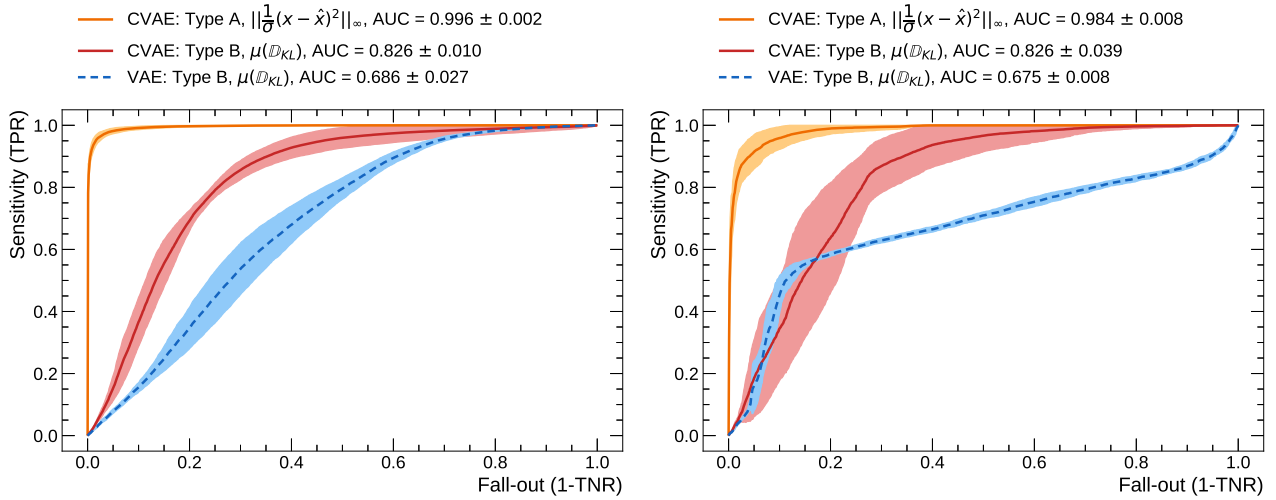 CVAE: Type A, ||1/σ(x − x̂)²||∞, AUC = 0.996 ± 0.002
CVAE: Type B, μ(𝔻KL), AUC = 0.826 ± 0.010
VAE: Type B, μ(𝔻KL), AUC = 0.686 ± 0.027
Sensitivity (TPR)
1.0
0.8
0.6
0.4
0.2
0.0
0.0 0.2 0.4 0.6 0.8 1.0
Fall-out (1-TNR)
CVAE: Type A, ||1/σ(x − x̂)²||∞, AUC = 0.984 ± 0.008
CVAE: Type B, μ(𝔻KL), AUC = 0.826 ± 0.039
VAE: Type B, μ(𝔻KL), AUC = 0.675 ± 0.008
Sensitivity (TPR)
1.0
0.8
0.6
0.4
0.2
0.0
0.0 0.2 0.4 0.6 0.8 1.0
Fall-out (1-TNR)